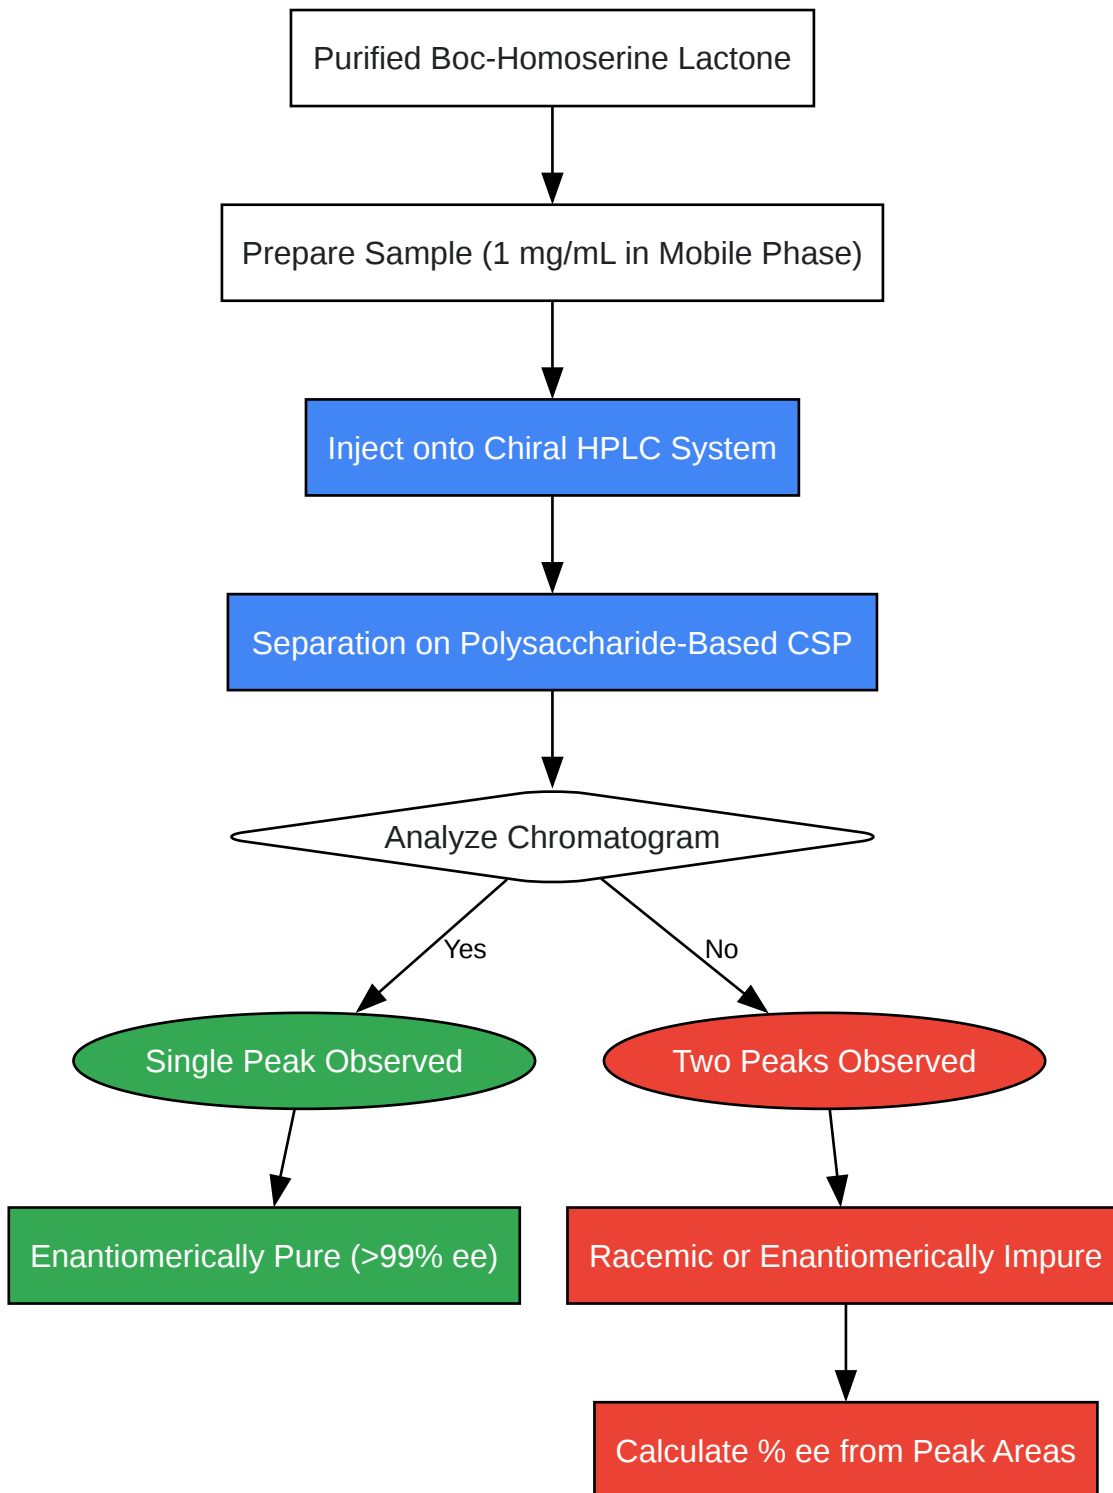 Purified Boc-Homoserine Lactone
Prepare Sample (1 mg/mL in Mobile Phase)
Inject onto Chiral HPLC System
Separation on Polysaccharide-Based CSP
Analyze Chromatogram
Yes
No
Single Peak Observed
Two Peaks Observed
Enantiomerically Pure (>99% ee)
Racemic or Enantiomerically Impure
Calculate % ee from Peak Areas